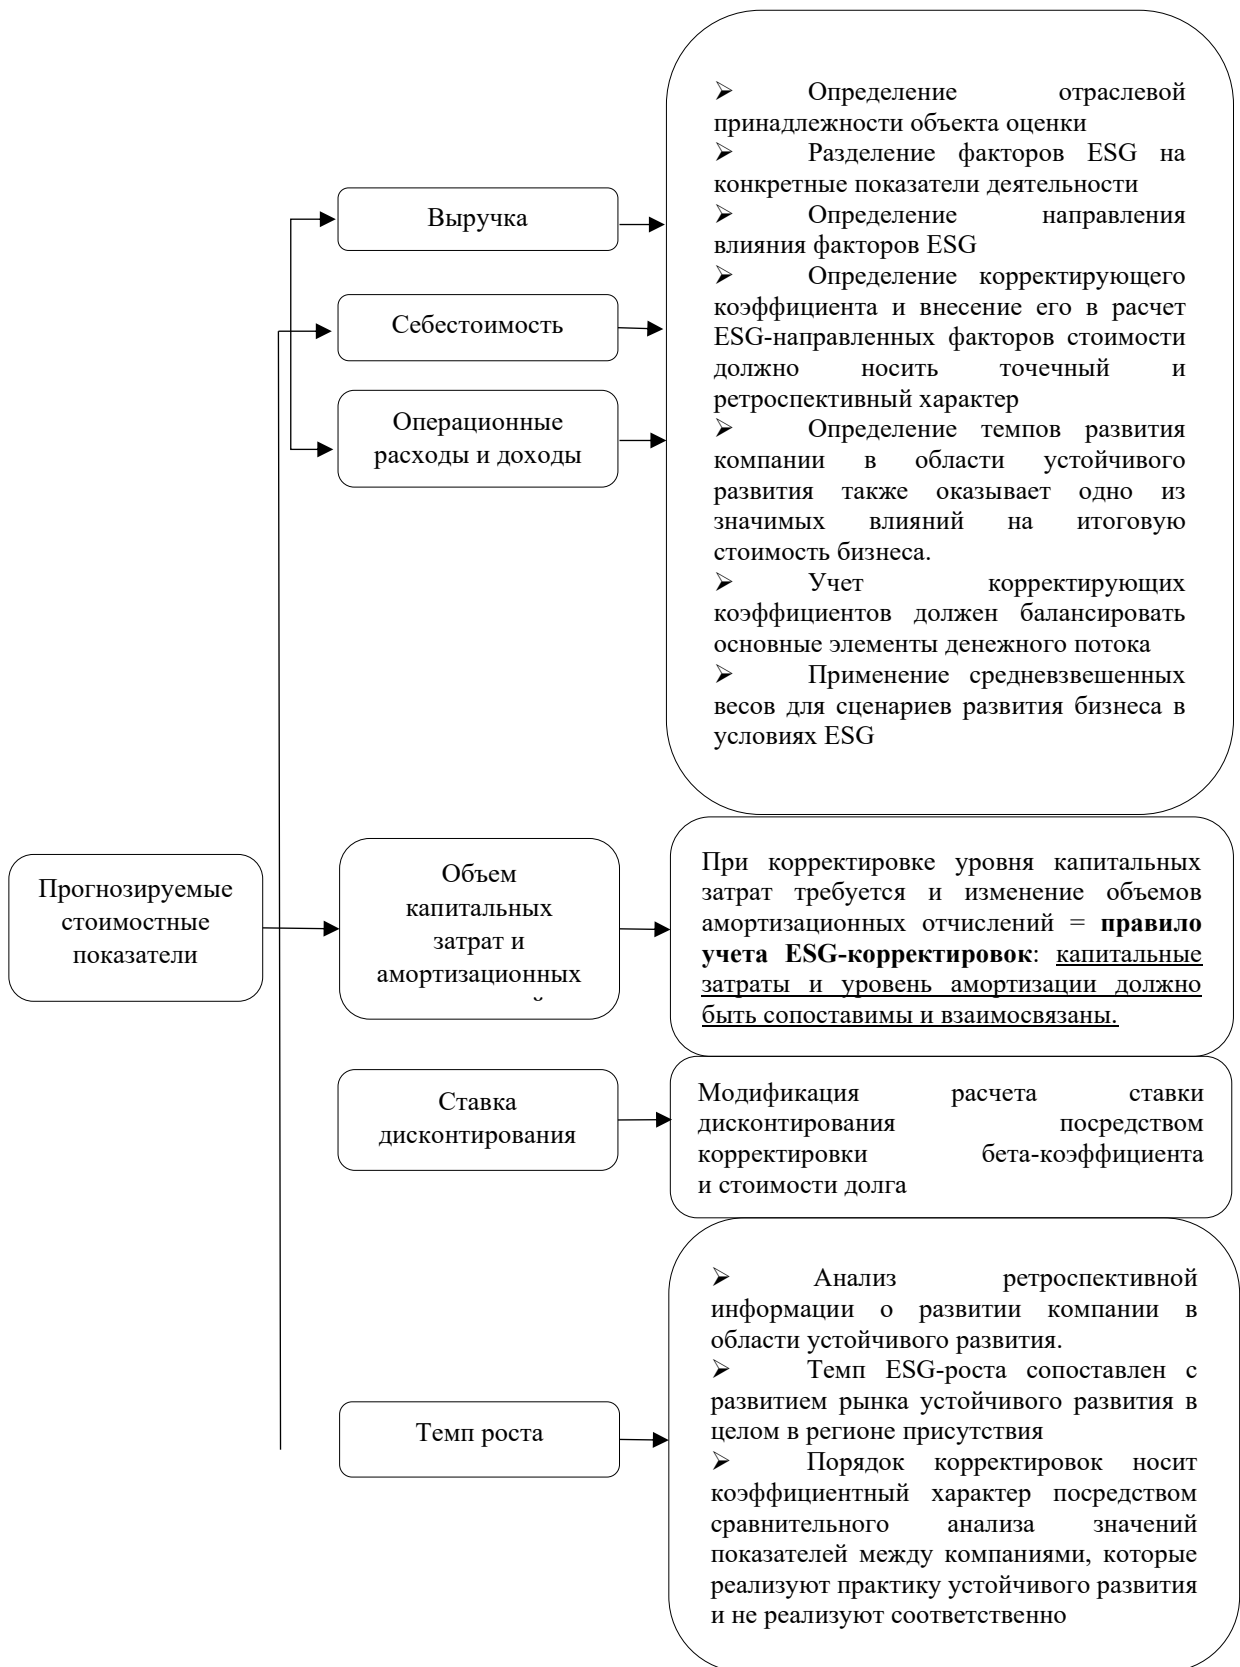 Прогнозируемые
стоимостные
показатели
Выручка
Себестоимость
Операционные
расходы и доходы
➢ Определение отраслевой
принадлежности объекта оценки
➢ Разделение факторов ESG на
конкретные показатели деятельности
➢ Определение направления
влияния факторов ESG
➢ Определение корректирующего
коэффициента и внесение его в расчет
ESG-направленных факторов стоимости
должно носить точечный и
ретроспективный характер
➢ Определение темпов развития
компании в области устойчивого
развития также оказывает одно из
значимых влияний на итоговую
стоимость бизнеса.
➢ Учет корректирующих
коэффициентов должен балансировать
основные элементы денежного потока
➢ Применение средневзвешенных
весов для сценариев развития бизнеса в
условиях ESG
Объем
капитальных
затрат и
амортизационных
При корректировке уровня капитальных
затрат требуется и изменение объемов
амортизационных отчислений = правило
учета ESG-корректировок: капитальные
затраты и уровень амортизации должно
быть сопоставимы и взаимосвязаны.
Ставка
дисконтирования
Модификация расчета ставки
дисконтирования посредством
корректировки бета-коэффициента
и стоимости долга
Темп роста
➢ Анализ ретроспективной
информации о развитии компании в
области устойчивого развития.
➢ Темп ESG-роста сопоставлен с
развитием рынка устойчивого развития в
целом в регионе присутствия
➢ Порядок корректировок носит
коэффициентный характер посредством
сравнительного анализа значений
показателей между компаниями, которые
реализуют практику устойчивого развития
и не реализуют соответственно